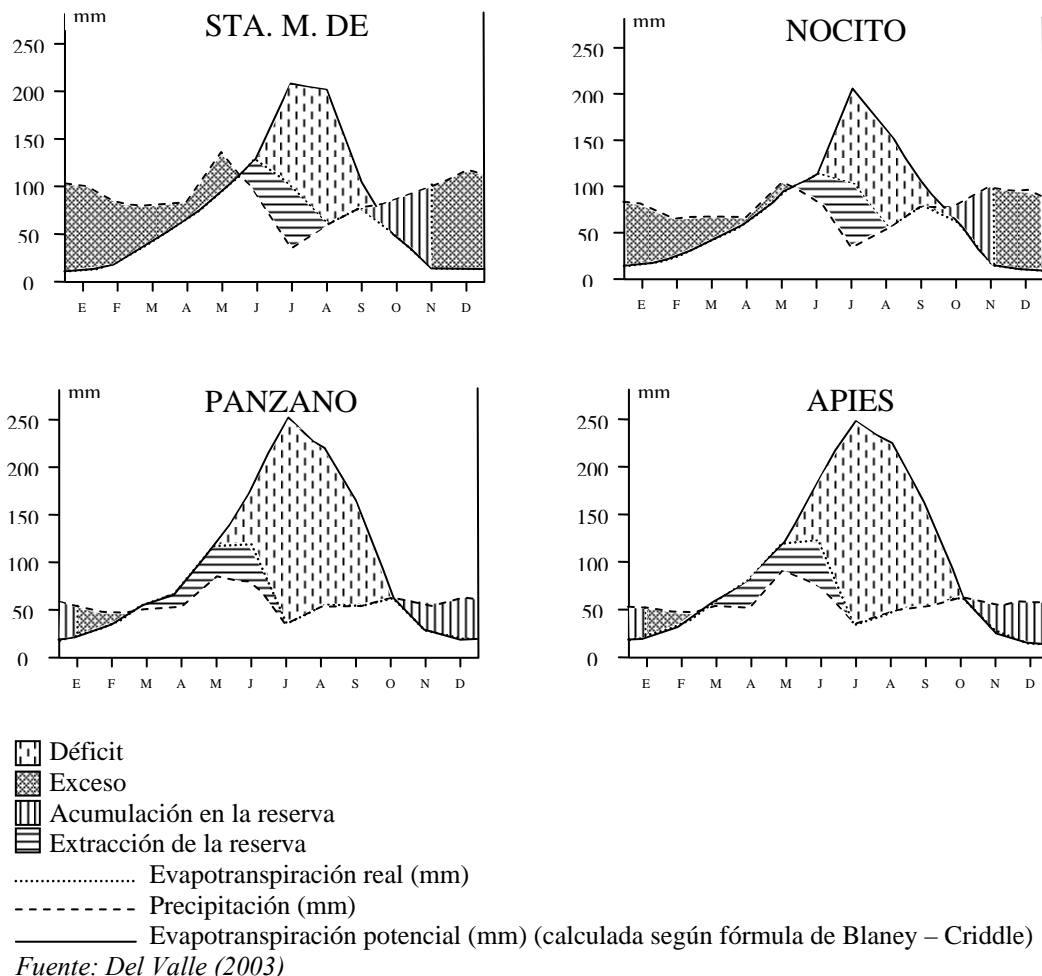 mm
STA. M. DE
250
200
150
100
50
0
E F M A M J J A S O N D
mm
NOCITO
250
200
150
100
50
0
E F M A M J J A S O N D
mm
PANZANO
250
200
150
100
50
0
E F M A M J J A S O N D
mm
APIES
250
200
150
100
50
0
E F M A M J J A S O N D
Déficit
Exceso
Acumulación en la reserva
Extracción de la reserva
Evapotranspiración real (mm)
Precipitación (mm)
Evapotranspiración potencial (mm) (calculada según fórmula de Blaney – Criddle)
Fuente: Del Valle (2003)